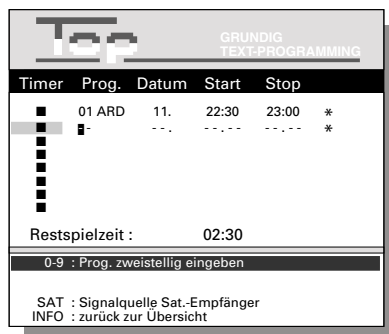 Top
GRUNDIG
TEXT-PROGRAMMING
Timer Prog. Datum Start Stop
■ 01 ARD 11. 22:30 23:00 *
■ -- --. --.-- --.-- *
■
■
■
■
■
■
Restspielzeit : 02:30
0-9 : Prog. zweistellig eingeben
SAT : Signalquelle Sat.-Empfänger
INFO : zurück zur Übersicht